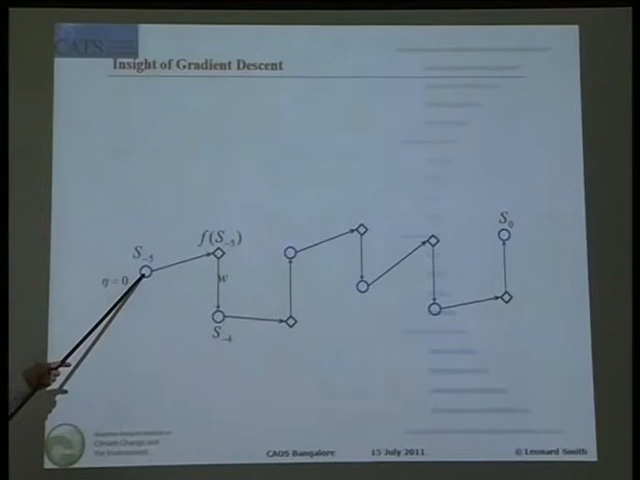 CATS
Insight of Gradient Descent
S₀
S₋₅
f(S₋₅)
η = 0
w
S₋₄
Climate Change and
the Environment
CAOS Bangalore 15 July 2011 © Leonard Smith